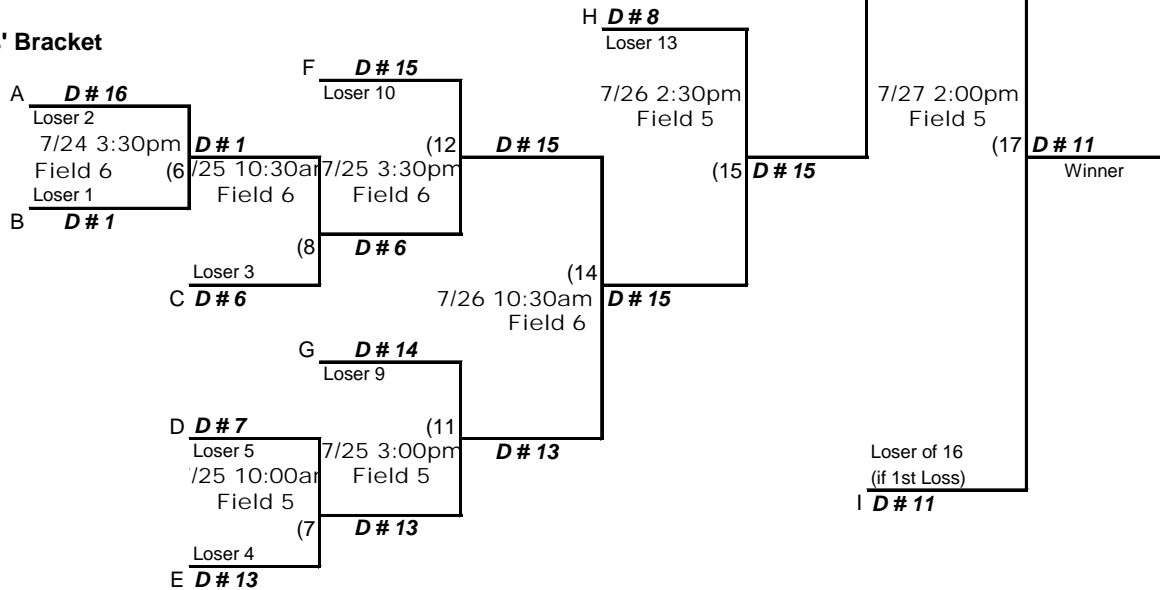 H D # 8
Loser 13
' Bracket
F D # 15
Loser 10
A D # 16
Loser 2
7/24 3:30pm
Field 6
(6
Loser 1
B D # 1
D # 1
/25 10:30ar
Field 6
(8
Loser 3
C D # 6
(12
7/25 3:30pm
Field 6
D # 6
D # 15
7/26 2:30pm
Field 5
(15
D # 15
7/27 2:00pm
Field 5
(17
D # 11
Winner
(14
7/26 10:30am
Field 6
D # 15
G D # 14
Loser 9
(11
7/25 3:00pm
Field 5
D # 13
D D # 7
Loser 5
/25 10:00ar
Field 5
(7
D # 13
Loser 4
E D # 13
Loser of 16
(if 1st Loss)
I D # 11